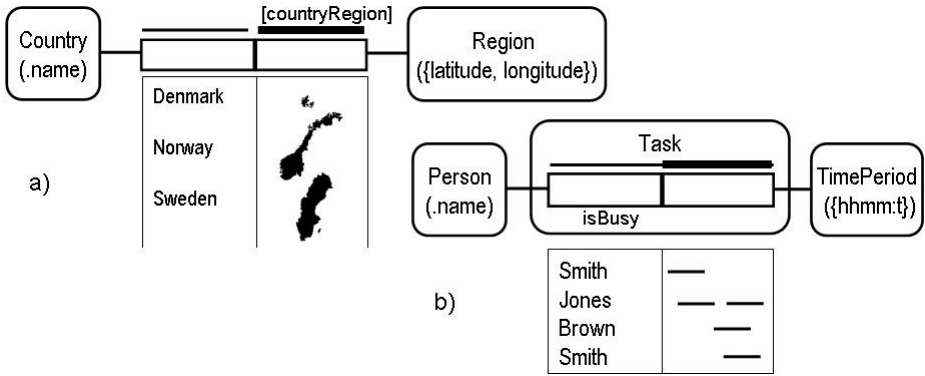 [countryRegion]
Country
(.name)
Region
({latitude, longitude})
Denmark
Norway
Sweden
a)
Task
Person
(.name)
TimePeriod
({hhmm:t})
isBusy
b)
Smith
Jones
Brown
Smith